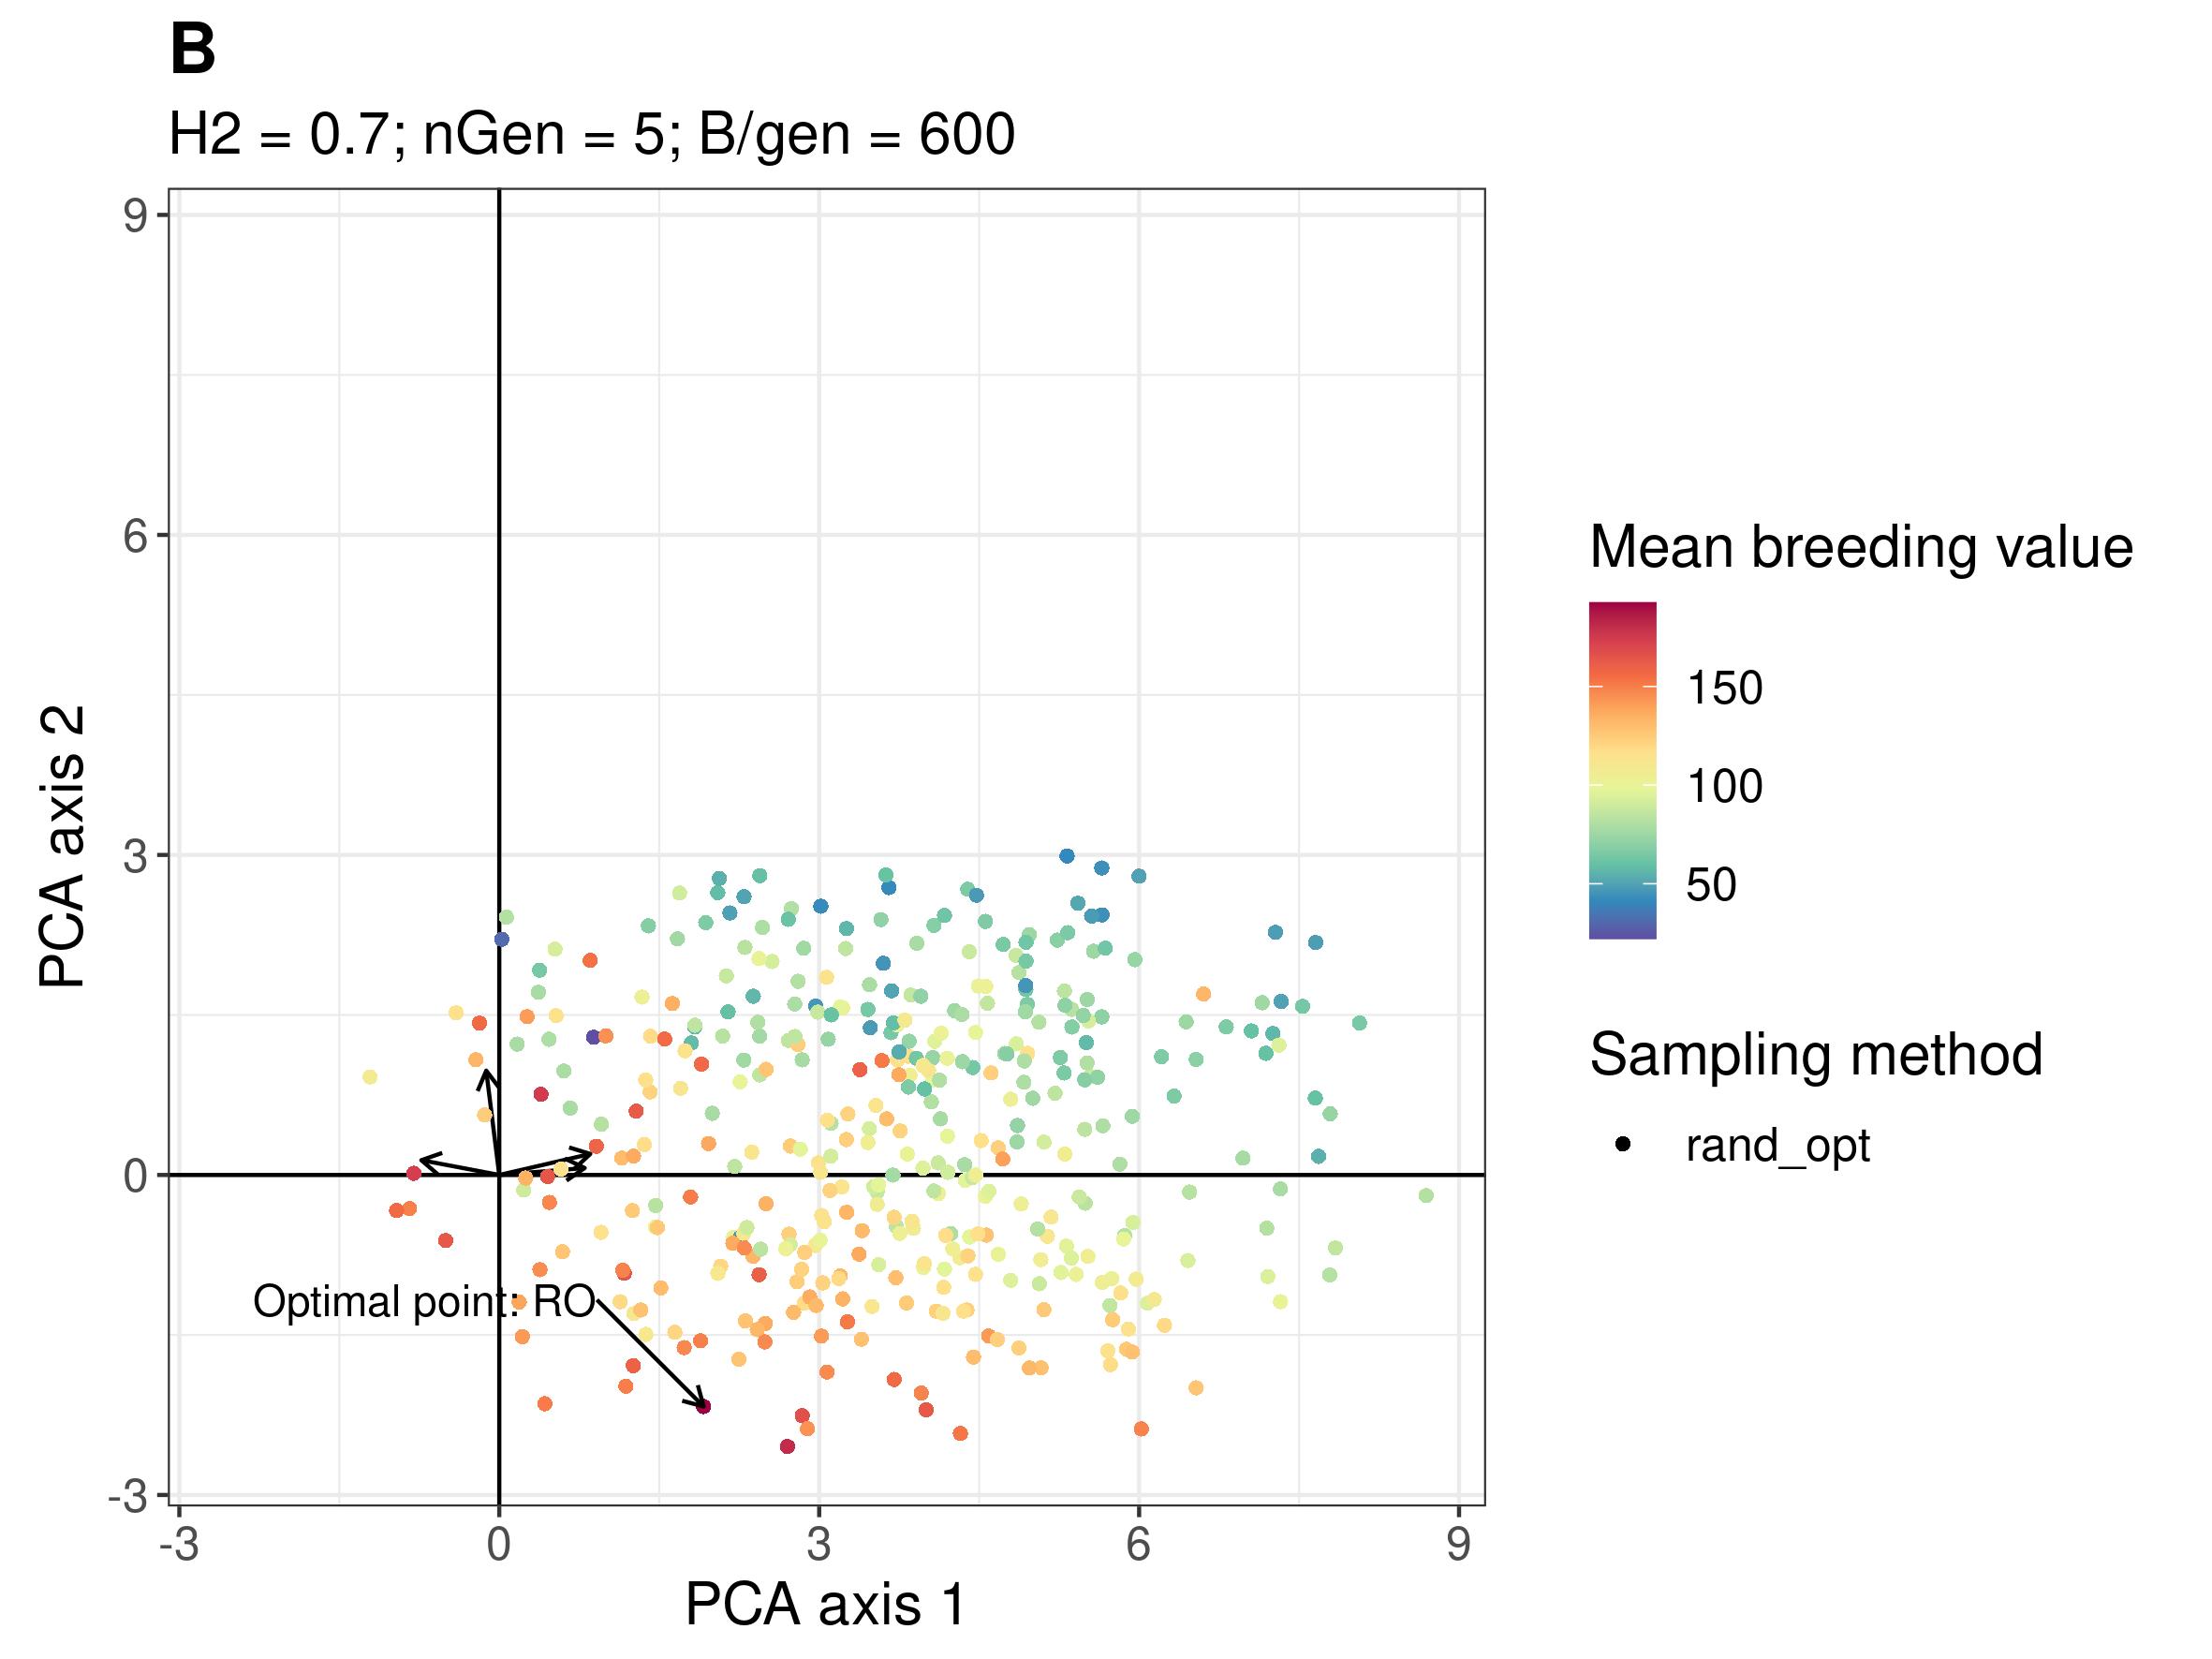 B
H2 = 0.7; nGen = 5; B/gen = 600
9
6
3
0
-3
PCA axis 2
Optimal point: RO
-3
0
3
6
9
PCA axis 1
Mean breeding value
150
100
50
Sampling method
rand_opt